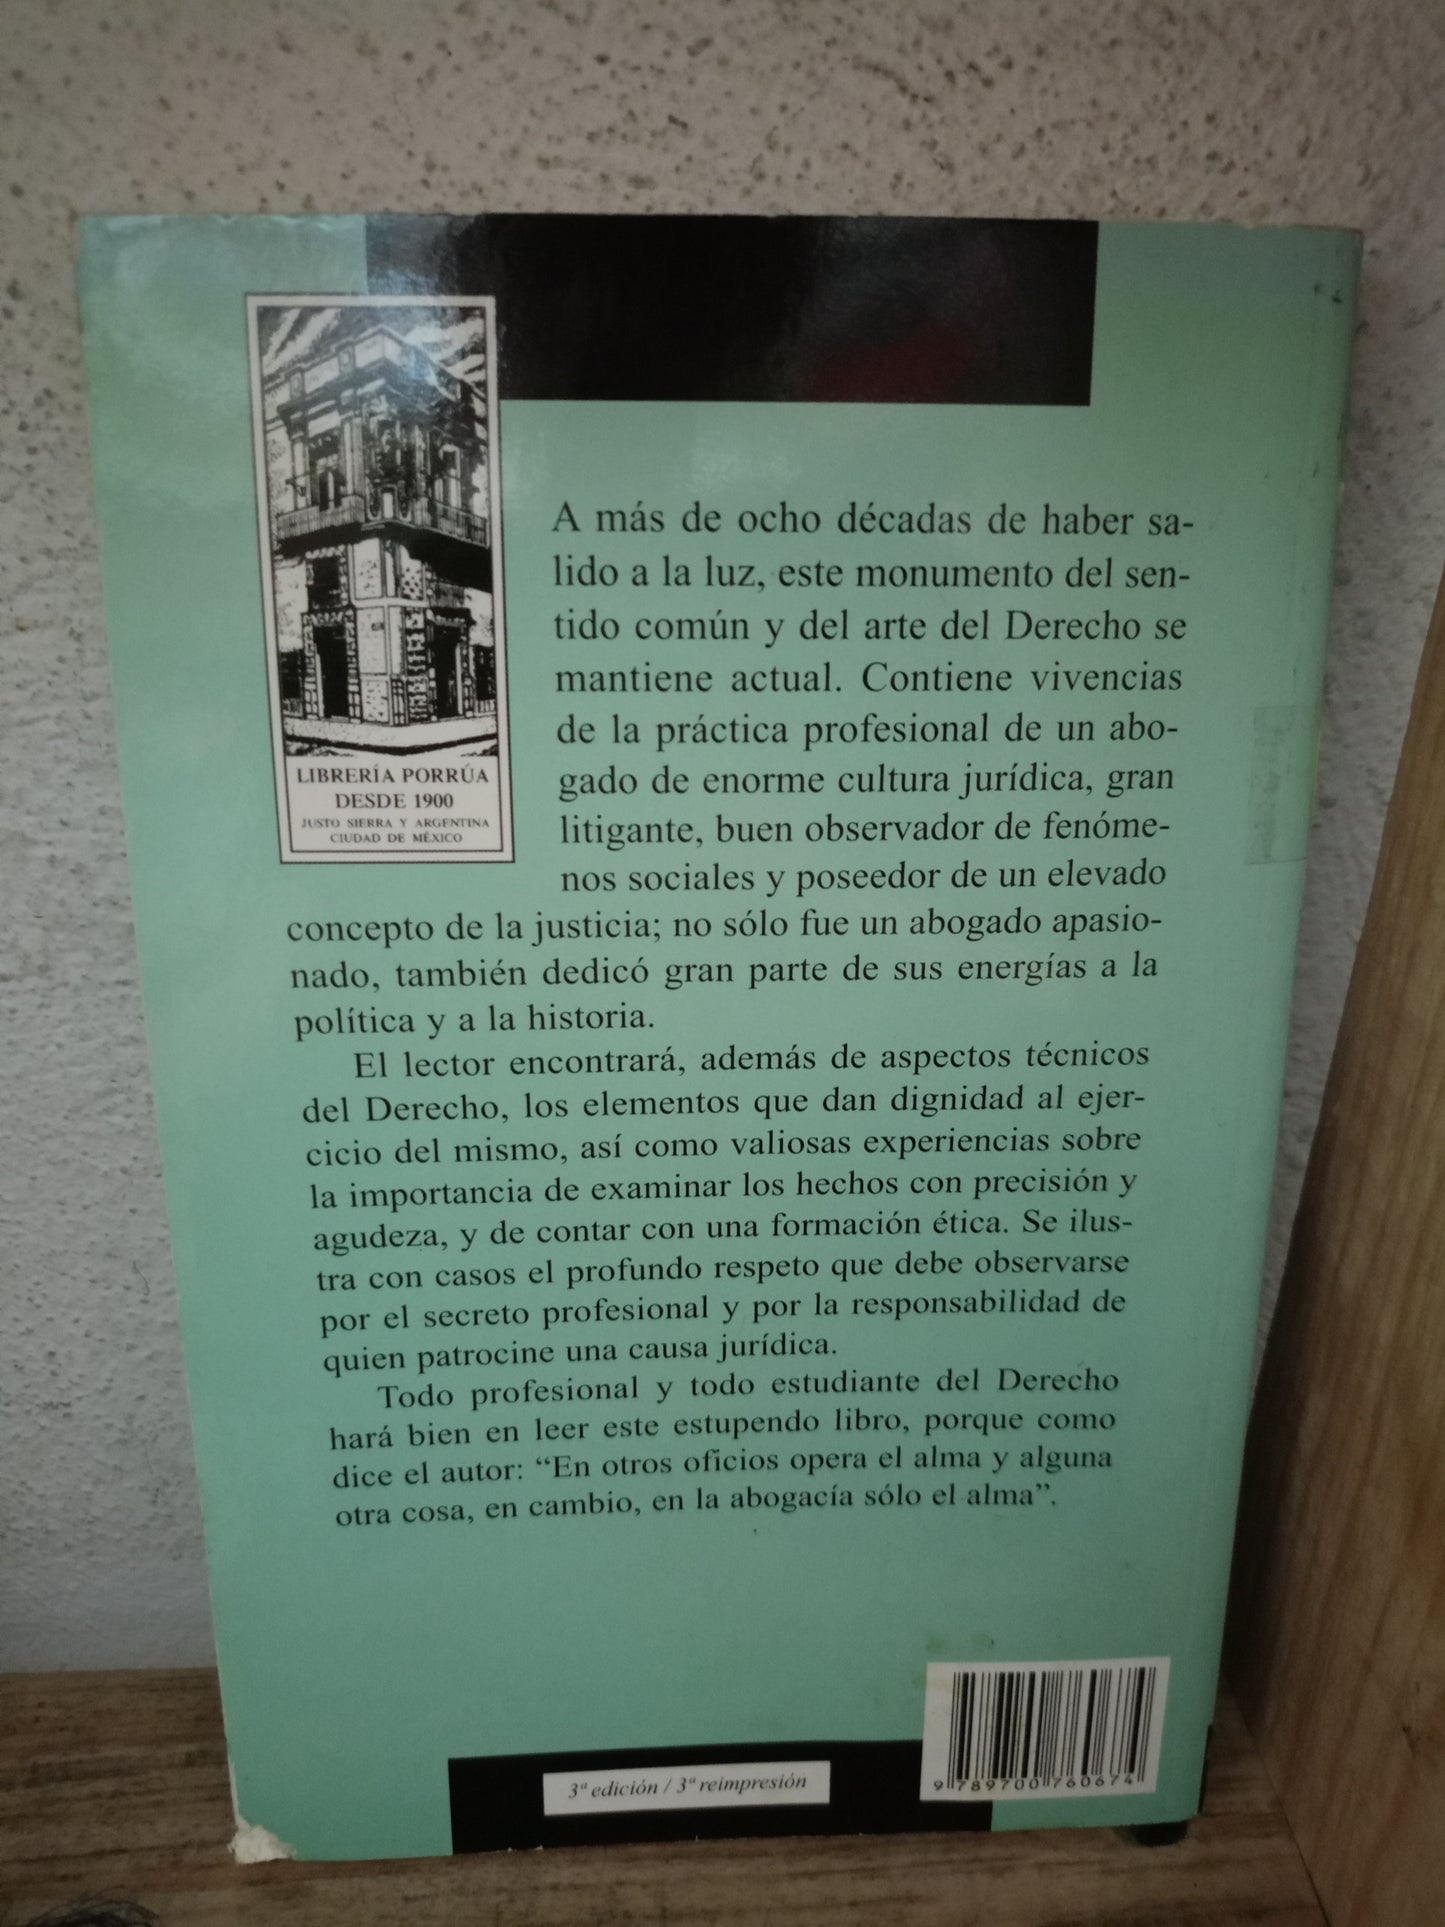 LIBRERÍA PORRÚA
DESDE 1900
JUSTO SIERRA Y ARGENTINA
CIUDAD DE MÉXICO
A más de ocho décadas de haber sa-
lido a la luz, este monumento del sen-
tido común y del arte del Derecho se
mantiene actual. Contiene vivencias
de la práctica profesional de un abo-
gado de enorme cultura jurídica, gran
litigante, buen observador de fenóme-
nos sociales y poseedor de un elevado
concepto de la justicia; no sólo fue un abogado apasio-
nado, también dedicó gran parte de sus energías a la
política y a la historia.
El lector encontrará, además de aspectos técnicos
del Derecho, los elementos que dan dignidad al ejer-
cicio del mismo, así como valiosas experiencias sobre
la importancia de examinar los hechos con precisión y
agudeza, y de contar con una formación ética. Se ilus-
tra con casos el profundo respeto que debe observarse
por el secreto profesional y por la responsabilidad de
quien patrocine una causa jurídica.
Todo profesional y todo estudiante del Derecho
hará bien en leer este estupendo libro, porque como
dice el autor: “En otros oficios opera el alma y alguna
otra cosa, en cambio, en la abogacía sólo el alma”.
3ª edición / 3ª reimpresión
9 789700 760674